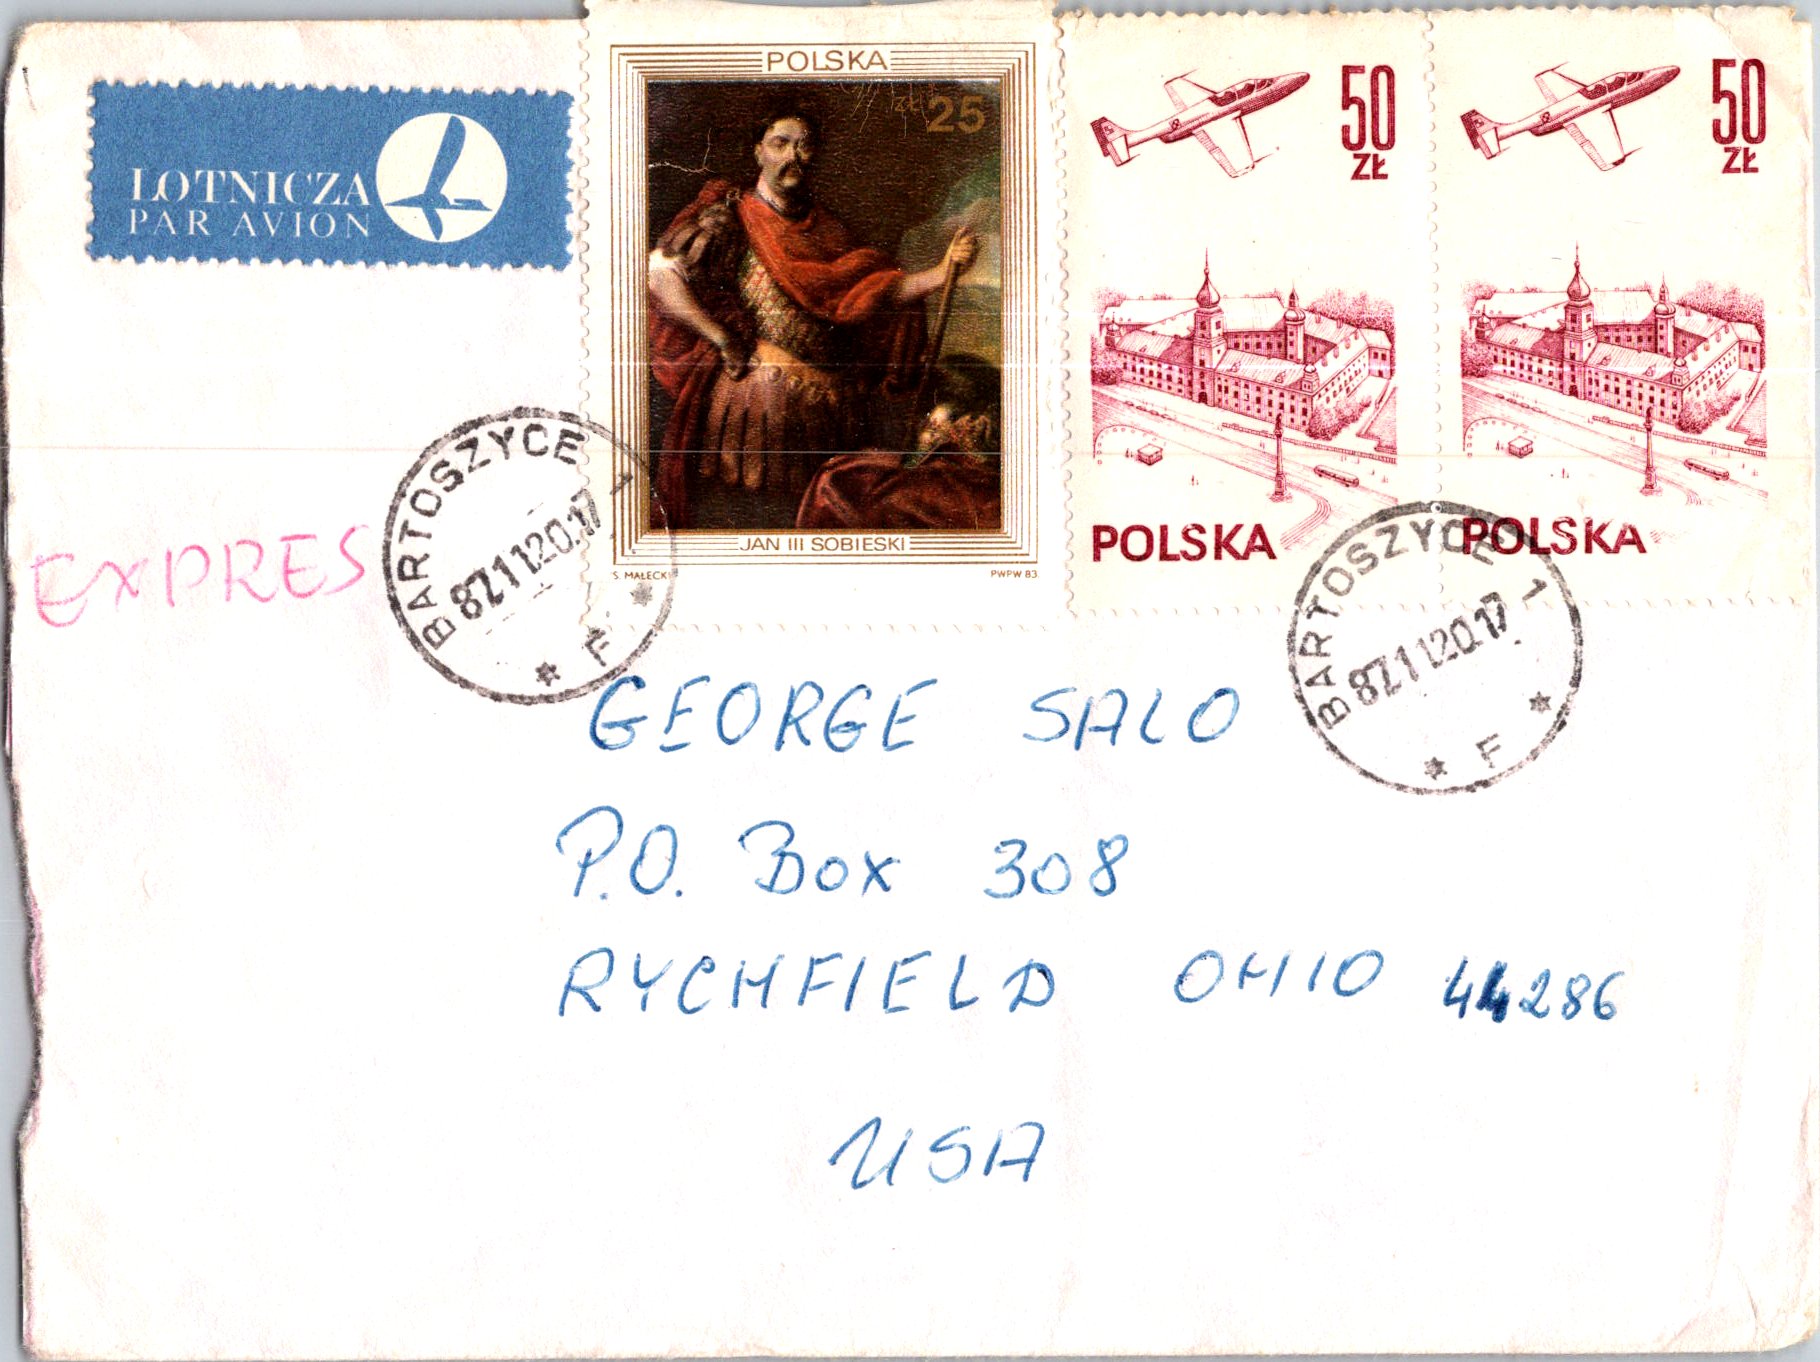 LOTNICZA
PAR AVION
POLSKA
zł 25
JAN III SOBIESKI
S. MAŁECKI
PWPW 83
50
ZŁ
POLSKA
50
ZŁ
POLSKA
EXPRES
BARTOSZYCE 1
87.11.20.17
* F *
BARTOSZYCE 1
87.11.20.17
* F *
GEORGE SALO
P.O. Box 308
RYCHFIELD OHIO 44286
USA